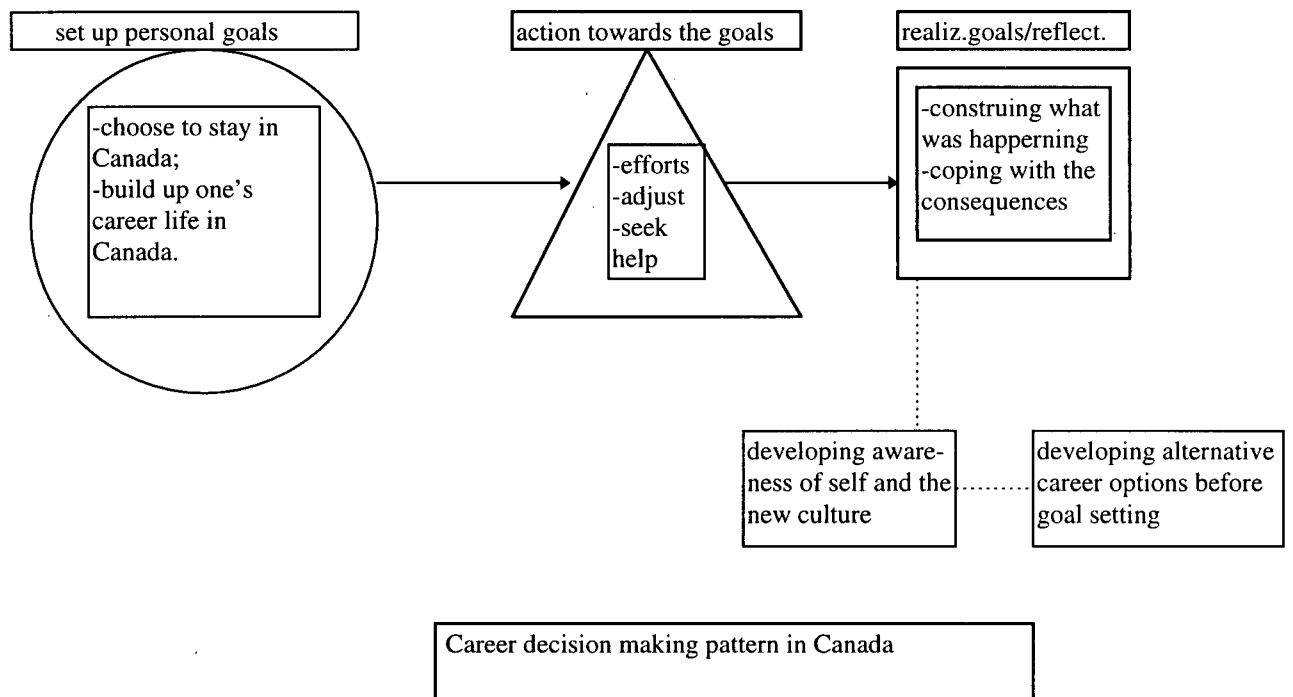 set up personal goals
-choose to stay in
Canada;
-build up one's
career life in
Canada.
action towards the goals
-efforts
-adjust
-seek
help
realiz.goals/reflect.
-construing what
was happerning
-coping with the
consequences
developing aware-
ness of self and the
new culture
developing alternative
career options before
goal setting
Career decision making pattern in Canada